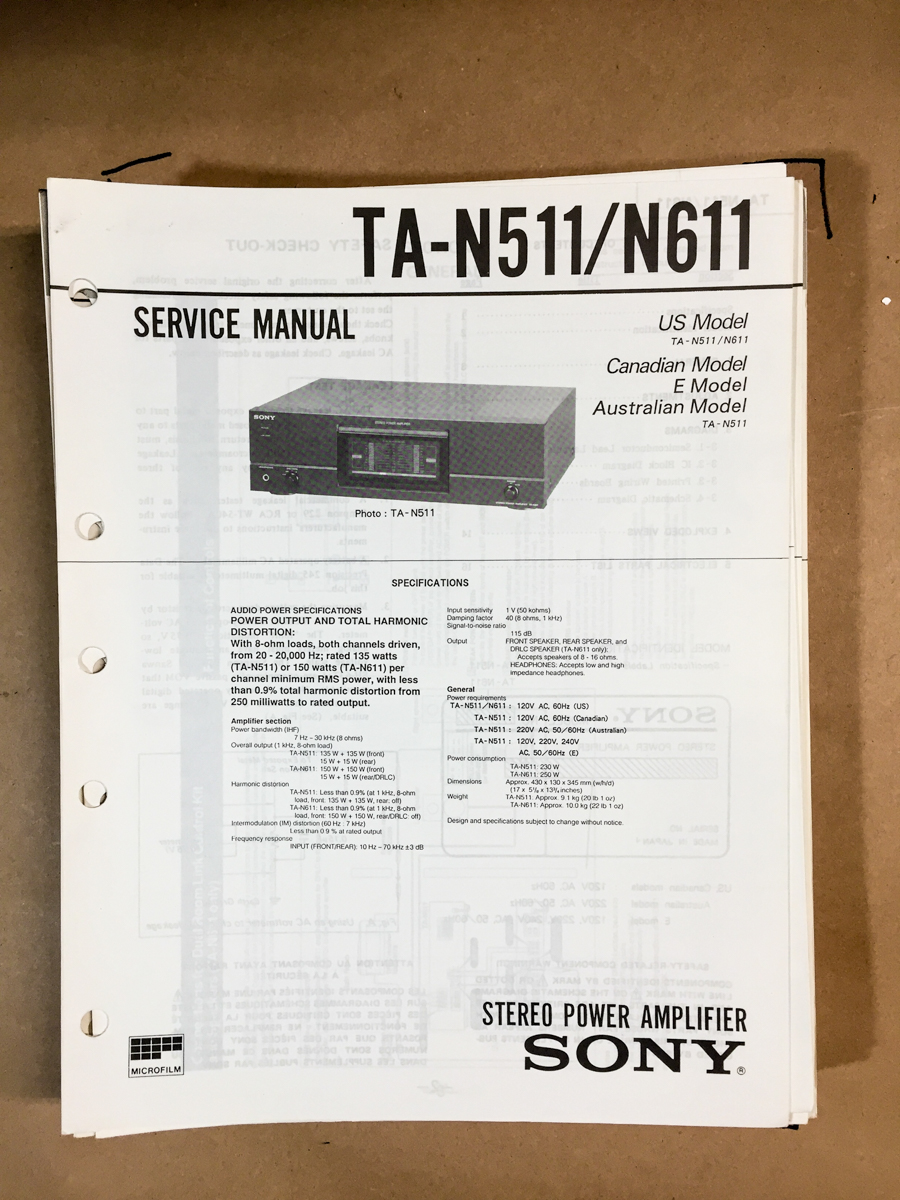 TA-N511/N611
SERVICE MANUAL
US Model
TA-N511/N611
Canadian Model
E Model
Australian Model
TA-N511
SONY
STEREO POWER AMPLIFIER
Photo : TA-N511
SPECIFICATIONS
AUDIO POWER SPECIFICATIONS
POWER OUTPUT AND TOTAL HARMONIC
DISTORTION:
With 8-ohm loads, both channels driven,
from 20 - 20,000 Hz; rated 135 watts
(TA-N511) or 150 watts (TA-N611) per
channel minimum RMS power, with less
than 0.9% total harmonic distortion from
250 milliwatts to rated output.
Amplifier section
Power bandwidth (IHF)
7 Hz – 30 kHz (8 ohms)
Overall output (1 kHz, 8-ohm load)
TA-N511: 135 W + 135 W (front)
15 W + 15 W (rear)
TA-N611: 150 W + 150 W (front)
15 W + 15 W (rear/DRLC)
Harmonic distortion
TA-N511: Less than 0.9% (at 1 kHz, 8-ohm
load, front: 135 W + 135 W, rear: off)
TA-N611: Less than 0.9% (at 1 kHz, 8-ohm
load, front: 150 W + 150 W, rear/DRLC: off)
Intermodulation (IM) distortion (60 Hz : 7 kHz)
Less than 0.9 % at rated output
Frequency response
INPUT (FRONT/REAR): 10 Hz – 70 kHz ±3 dB
Input sensitivity 1 V (50 kohms)
Damping factor 40 (8 ohms, 1 kHz)
Signal-to-noise ratio
115 dB
Output FRONT SPEAKER, REAR SPEAKER, and
DRLC SPEAKER (TA-N611 only):
Accepts speakers of 8 - 16 ohms.
HEADPHONES: Accepts low and high
impedance headphones.
General
Power requirements
TA-N511/N611 : 120V AC, 60Hz (US)
TA-N511 : 120V AC, 60Hz (Canadian)
TA-N511 : 220V AC, 50/60Hz (Australian)
TA-N511 : 120V, 220V, 240V
AC, 50/60Hz (E)
Power consumption
TA-N511: 230 W
TA-N611: 250 W
Dimensions Approx. 430 x 130 x 345 mm (w/h/d)
(17 x 5 1/8 x 13 5/8 inches)
Weight TA-N511: Approx. 9.1 kg (20 lb 1 oz)
TA-N611: Approx. 10.0 kg (22 lb 1 oz)
Design and specifications subject to change without notice.
STEREO POWER AMPLIFIER
SONY®
MICROFILM